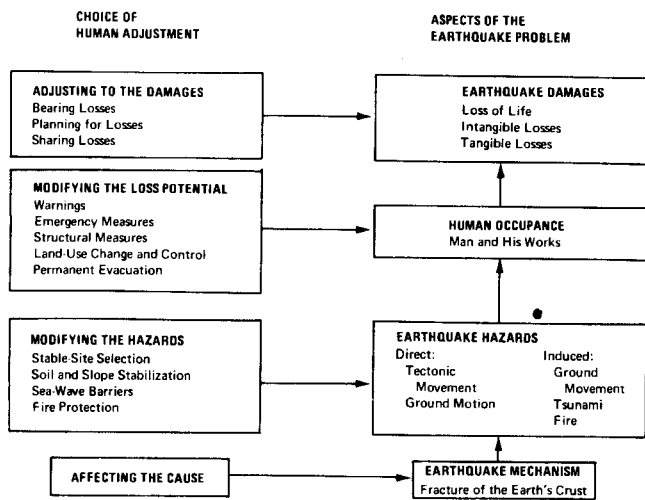 CHOICE OF
HUMAN ADJUSTMENT
ASPECTS OF THE
EARTHQUAKE PROBLEM
ADJUSTING TO THE DAMAGES
Bearing Losses
Planning for Losses
Sharing Losses
EARTHQUAKE DAMAGES
Loss of Life
Intangible Losses
Tangible Losses
MODIFYING THE LOSS POTENTIAL
Warnings
Emergency Measures
Structural Measures
Land-Use Change and Control
Permanent Evacuation
HUMAN OCCUPANCE
Man and His Works
MODIFYING THE HAZARDS
Stable-Site Selection
Soil and Slope Stabilization
Sea-Wave Barriers
Fire Protection
EARTHQUAKE HAZARDS
Direct:
Tectonic
Movement
Ground Motion
Induced:
Ground
Movement
Tsunami
Fire
AFFECTING THE CAUSE
EARTHQUAKE MECHANISM
Fracture of the Earth's Crust